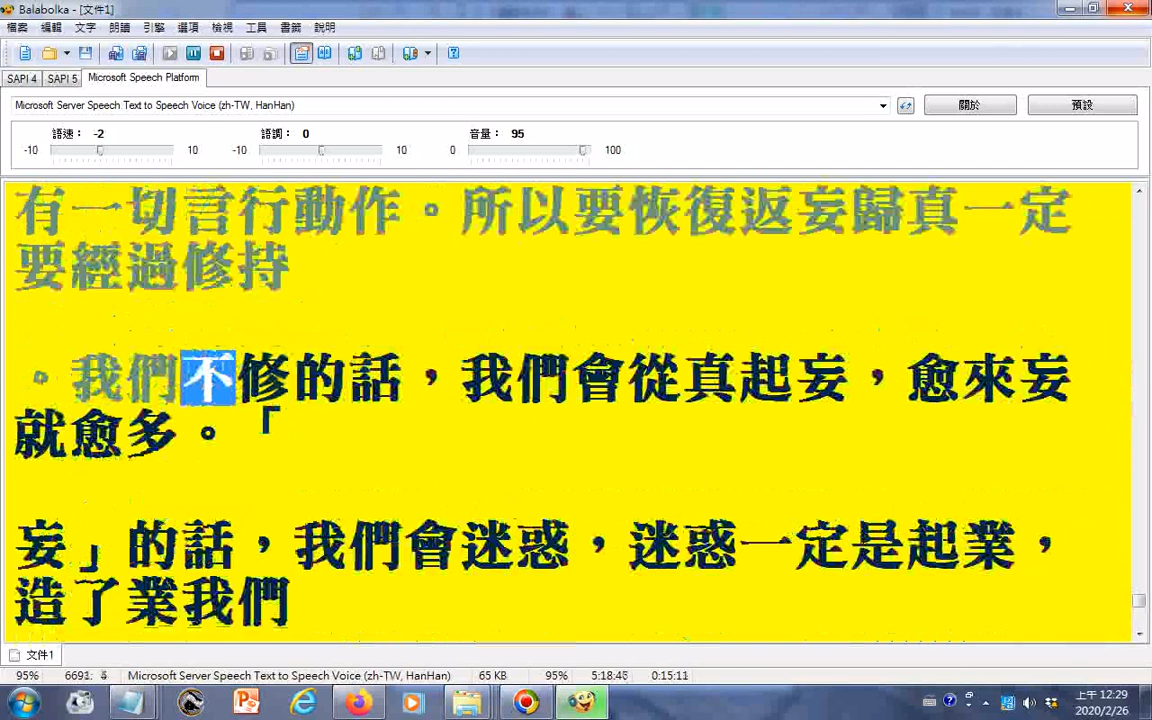 Balabolka - [文件1]
檔案 編輯 文字 朗讀 引擎 選項 檢視 工具 書籤 說明
SAPI 4 SAPI 5 Microsoft Speech Platform
Microsoft Server Speech Text to Speech Voice (zh-TW, HanHan) 關於 預設
語速： -2 語調： 0 音量： 95
-10 10 -10 10 0 100
有一切言行動作。所以要恢復返妄歸真一定
要經過修持
。我們不修的話，我們會從真起妄，愈來妄
就愈多。「
妄」的話，我們會迷惑，迷惑一定是起業，
造了業我們
文件1
95% Microsoft Server Speech Text to Speech Voice (zh-TW, HanHan) 65 KB 95% 0:15:11
上午 12:29
2020/2/26